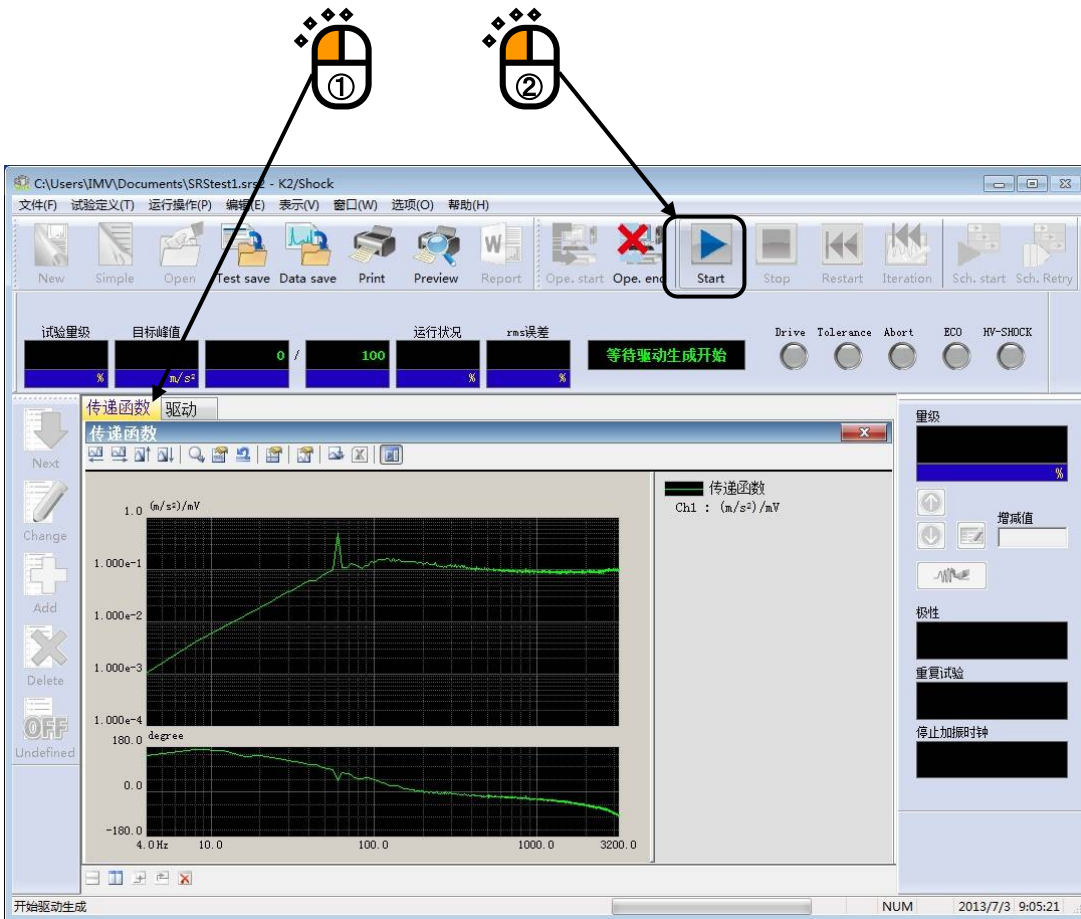 ① ②
C:\Users\IMV\Documents\SRStest1.srs2 - K2/Shock
文件(F) 试验定义(T) 运行操作(P) 编辑(E) 表示(V) 窗口(W) 选项(O) 帮助(H)
New Simple Open Test save Data save Print Preview Report Ope. start Ope. end Start Stop Restart Iteration Sch. start Sch. Retry
试验量级 目标峰值 运行状况 rms误差 Drive Tolerance Abort ECO HV-SHOCK
0 / 100 等待驱动生成开始
% m/s² % %
传递函数 驱动
传递函数
Next
Change
Add
Delete
OFF
Undefined
1.0 (m/s²)/mV
1.000e-1
1.000e-2
1.000e-3
1.000e-4
180.0 degree
0.0
-180.0
4.0 Hz 10.0 100.0 1000.0 3200.0
传递函数
Ch1 : (m/s²)/mV
量级
%
增减值
极性
重复试验
停止加振时钟
开始驱动生成 NUM 2013/7/3 9:05:21